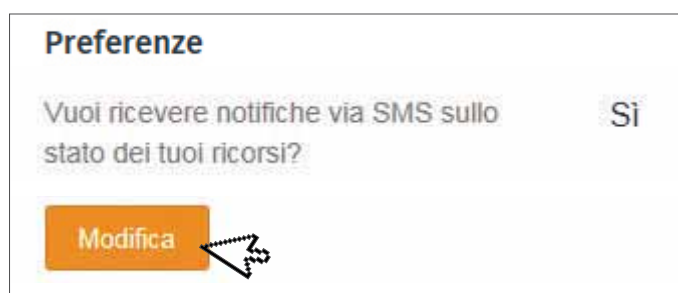 Preferenze
Vuoi ricevere notifiche via SMS sullo Sì
stato dei tuoi ricorsi?
Modifica